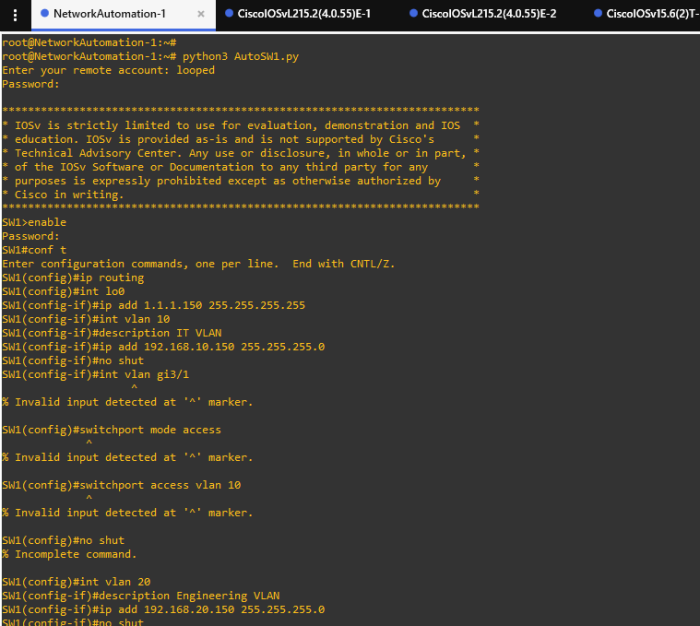 NetworkAutomation-1 × CiscoIOSvL215.2(4.0.55)E-1 CiscoIOSvL215.2(4.0.55)E-2 CiscoIOSv15.6(2)T-
root@NetworkAutomation-1:~#
root@NetworkAutomation-1:~# python3 AutoSW1.py
Enter your remote account: looped
Password:
**************************************************************************
* IOSv is strictly limited to use for evaluation, demonstration and IOS  *
* education. IOSv is provided as-is and is not supported by Cisco's      *
* Technical Advisory Center. Any use or disclosure, in whole or in part, *
* of the IOSv Software or Documentation to any third party for any       *
* purposes is expressly prohibited except as otherwise authorized by     *
* Cisco in writing.                                                      *
**************************************************************************
SW1>enable
Password:
SW1#conf t
Enter configuration commands, one per line.  End with CNTL/Z.
SW1(config)#ip routing
SW1(config)#int lo0
SW1(config-if)#ip add 1.1.1.150 255.255.255.255
SW1(config-if)#int vlan 10
SW1(config-if)#description IT VLAN
SW1(config-if)#ip add 192.168.10.150 255.255.255.0
SW1(config-if)#no shut
SW1(config-if)#int vlan gi3/1
^
% Invalid input detected at '^' marker.
SW1(config)#switchport mode access
^
% Invalid input detected at '^' marker.
SW1(config)#switchport access vlan 10
^
% Invalid input detected at '^' marker.
SW1(config)#no shut
% Incomplete command.
SW1(config)#int vlan 20
SW1(config-if)#description Engineering VLAN
SW1(config-if)#ip add 192.168.20.150 255.255.255.0
SW1(config-if)#no shut